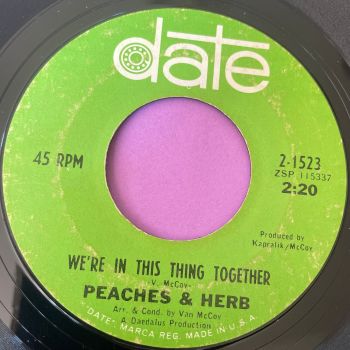 date
45 RPM
2-1523
ZSP 115337
2:20
Produced by
Kapralik/McCoy
WE'RE IN THIS THING TOGETHER
-V. McCoy-
PEACHES & HERB
Arr. & Cond. by Van McCoy
A Daedalus Production
DATE: MARCA REG. MADE IN U.S.A.